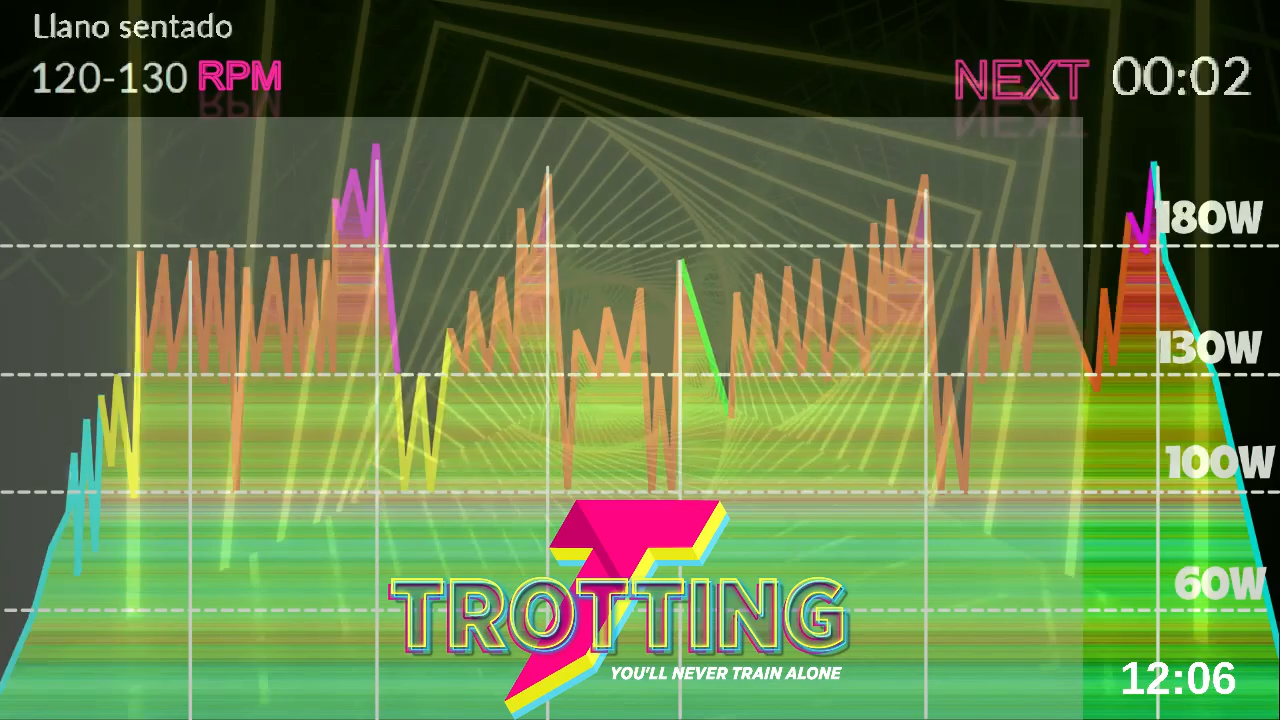 Llano sentado
120-130 RPM
NEXT 00:02
180W
130W
100W
60W
TROTTING
YOU'LL NEVER TRAIN ALONE
12:06